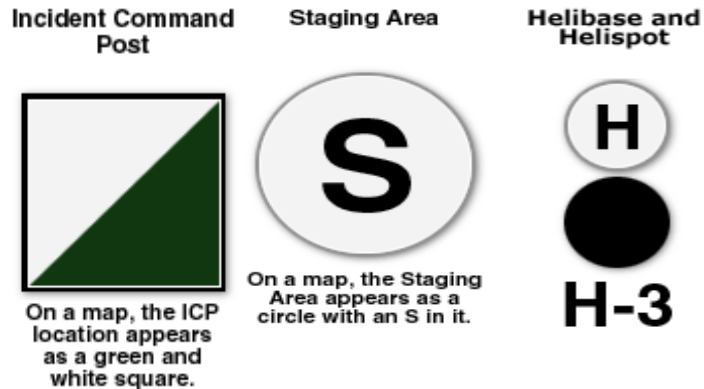 Incident Command
Post
On a map, the ICP
location appears
as a green and
white square.
Staging Area
S
On a map, the Staging
Area appears as a
circle with an S in it.
Helibase and
Helispot
H
H-3